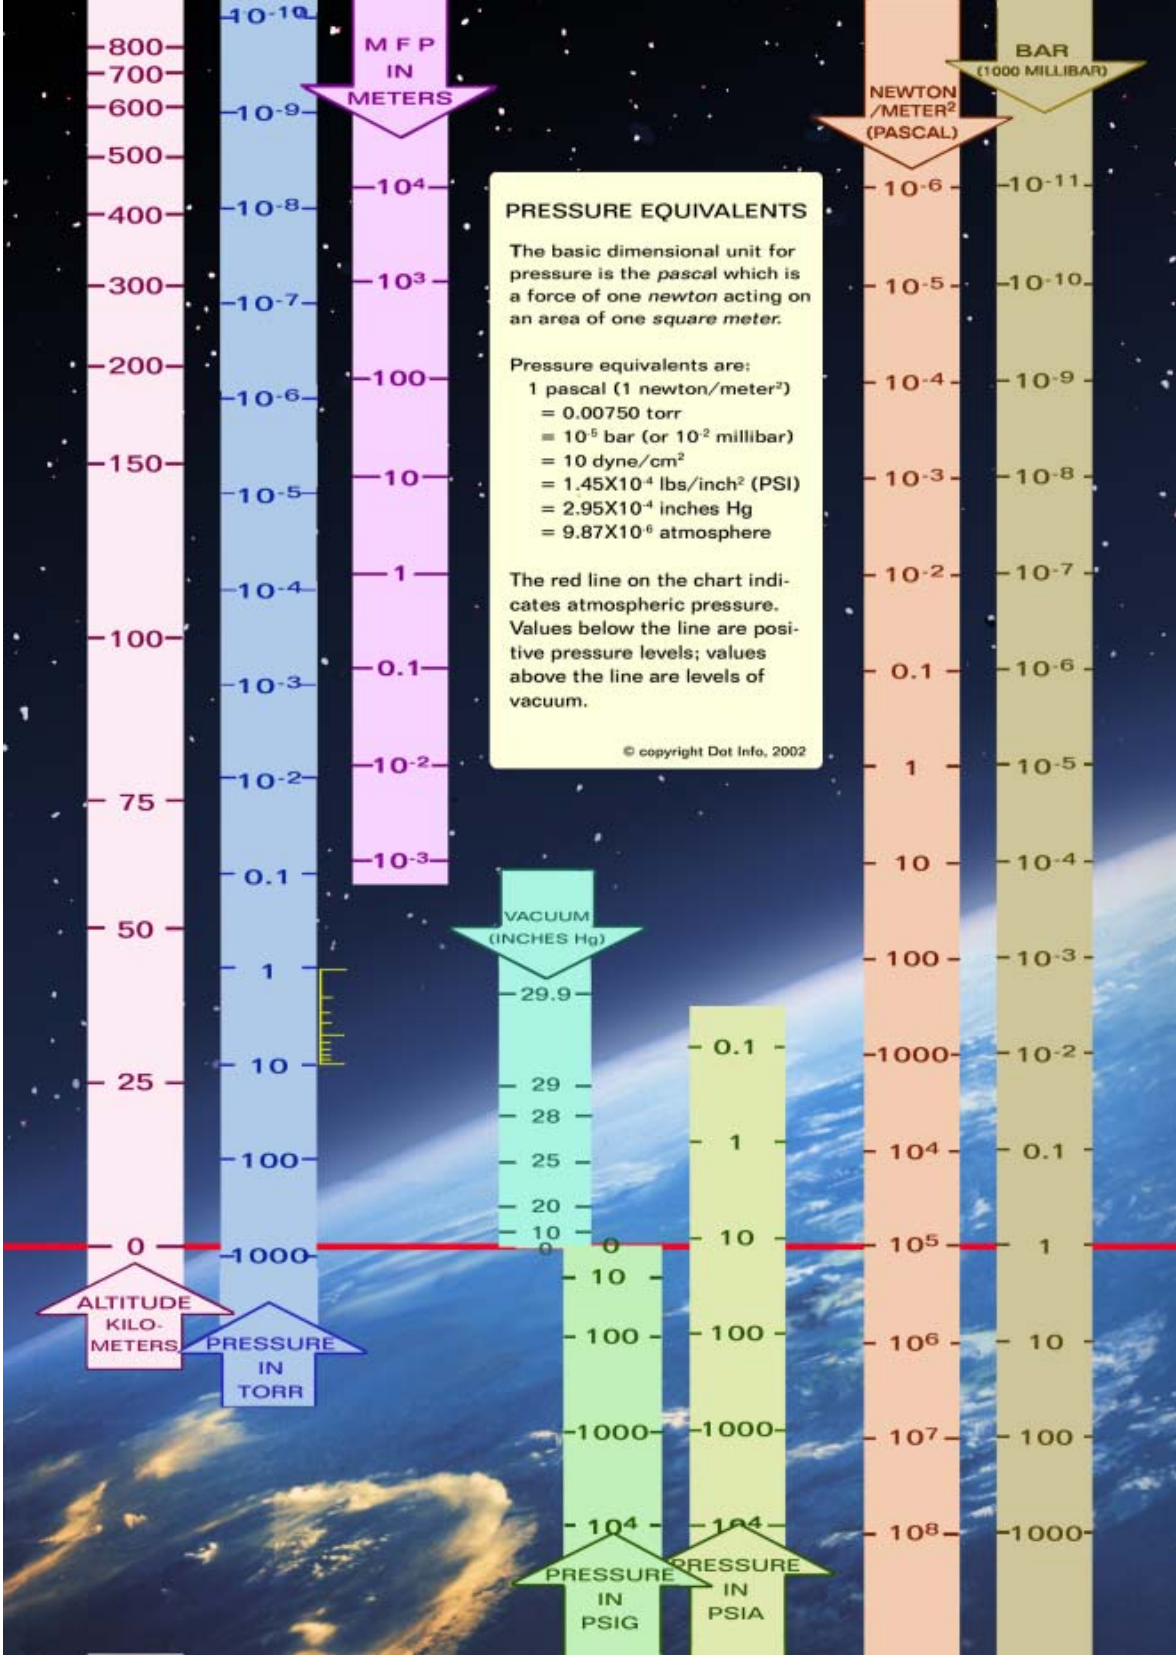 800
700
600
500
400
300
200
150
100
75
50
25
0
ALTITUDE
KILO-
METERS
10-10
10-9
10-8
10-7
10-6
10-5
10-4
10-3
10-2
0.1
1
10
100
1000
PRESSURE
IN
TORR
M F P
IN
METERS
10⁴
10³
100
10
1
0.1
10-2
10-3
PRESSURE EQUIVALENTS
The basic dimensional unit for
pressure is the pascal which is
a force of one newton acting on
an area of one square meter.
Pressure equivalents are:
1 pascal (1 newton/meter²)
= 0.00750 torr
= 10⁻⁵ bar (or 10⁻² millibar)
= 10 dyne/cm²
= 1.45X10⁻⁴ lbs/inch² (PSI)
= 2.95X10⁻⁴ inches Hg
= 9.87X10⁻⁶ atmosphere
The red line on the chart indi-
cates atmospheric pressure.
Values below the line are posi-
tive pressure levels; values
above the line are levels of
vacuum.
© copyright Dot Info, 2002
VACUUM
(INCHES Hg)
29.9
29
28
25
20
10
0
0
10
100
1000
10⁴
PRESSURE
IN
PSIG
0.1
1
10
100
1000
10⁴
PRESSURE
IN
PSIA
NEWTON
/METER²
(PASCAL)
10-6
10-5
10-4
10-3
10-2
0.1
1
10
100
1000
10⁴
10⁵
10⁶
10⁷
10⁸
BAR
(1000 MILLIBAR)
10-11
10-10
10-9
10-8
10-7
10-6
10-5
10-4
10-3
10-2
0.1
1
10
100
1000